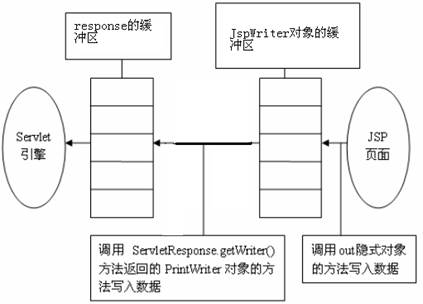 response的缓
冲区
JspWriter对象的缓
冲区
Servlet
引擎
JSP
页面
调用 ServletResponse.getWriter()
方法返回的 PrintWriter 对象的方
法写入数据
调用out隐式对象
的方法写入数据